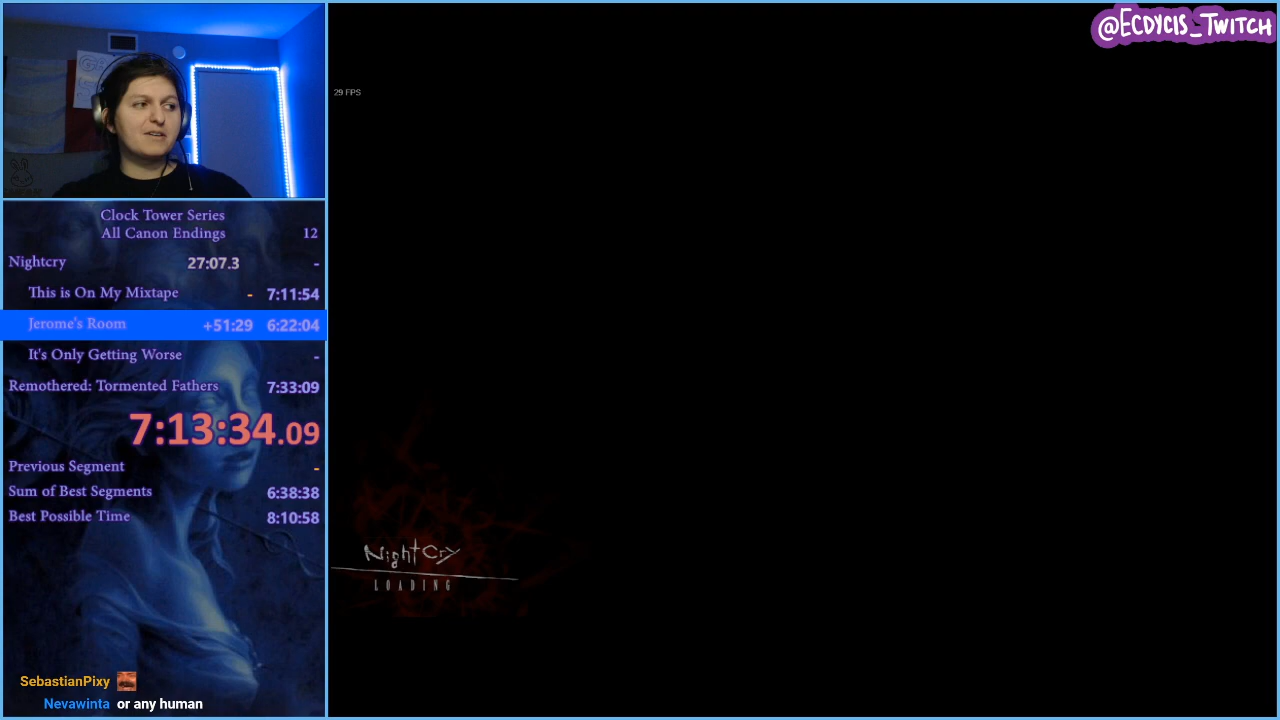 @ECDYCIS_TWITCH
29 FPS
Clock Tower Series
All Canon Endings 12
Nightcry 27:07.3 -
This is On My Mixtape - 7:11:54
Jerome's Room +51:29 6:22:04
It's Only Getting Worse -
Remothered: Tormented Fathers 7:33:09
7:13:34.09
Previous Segment -
Sum of Best Segments 6:38:38
Best Possible Time 8:10:58
NightCry
LOADING
SebastianPixy
Nevawinta or any human